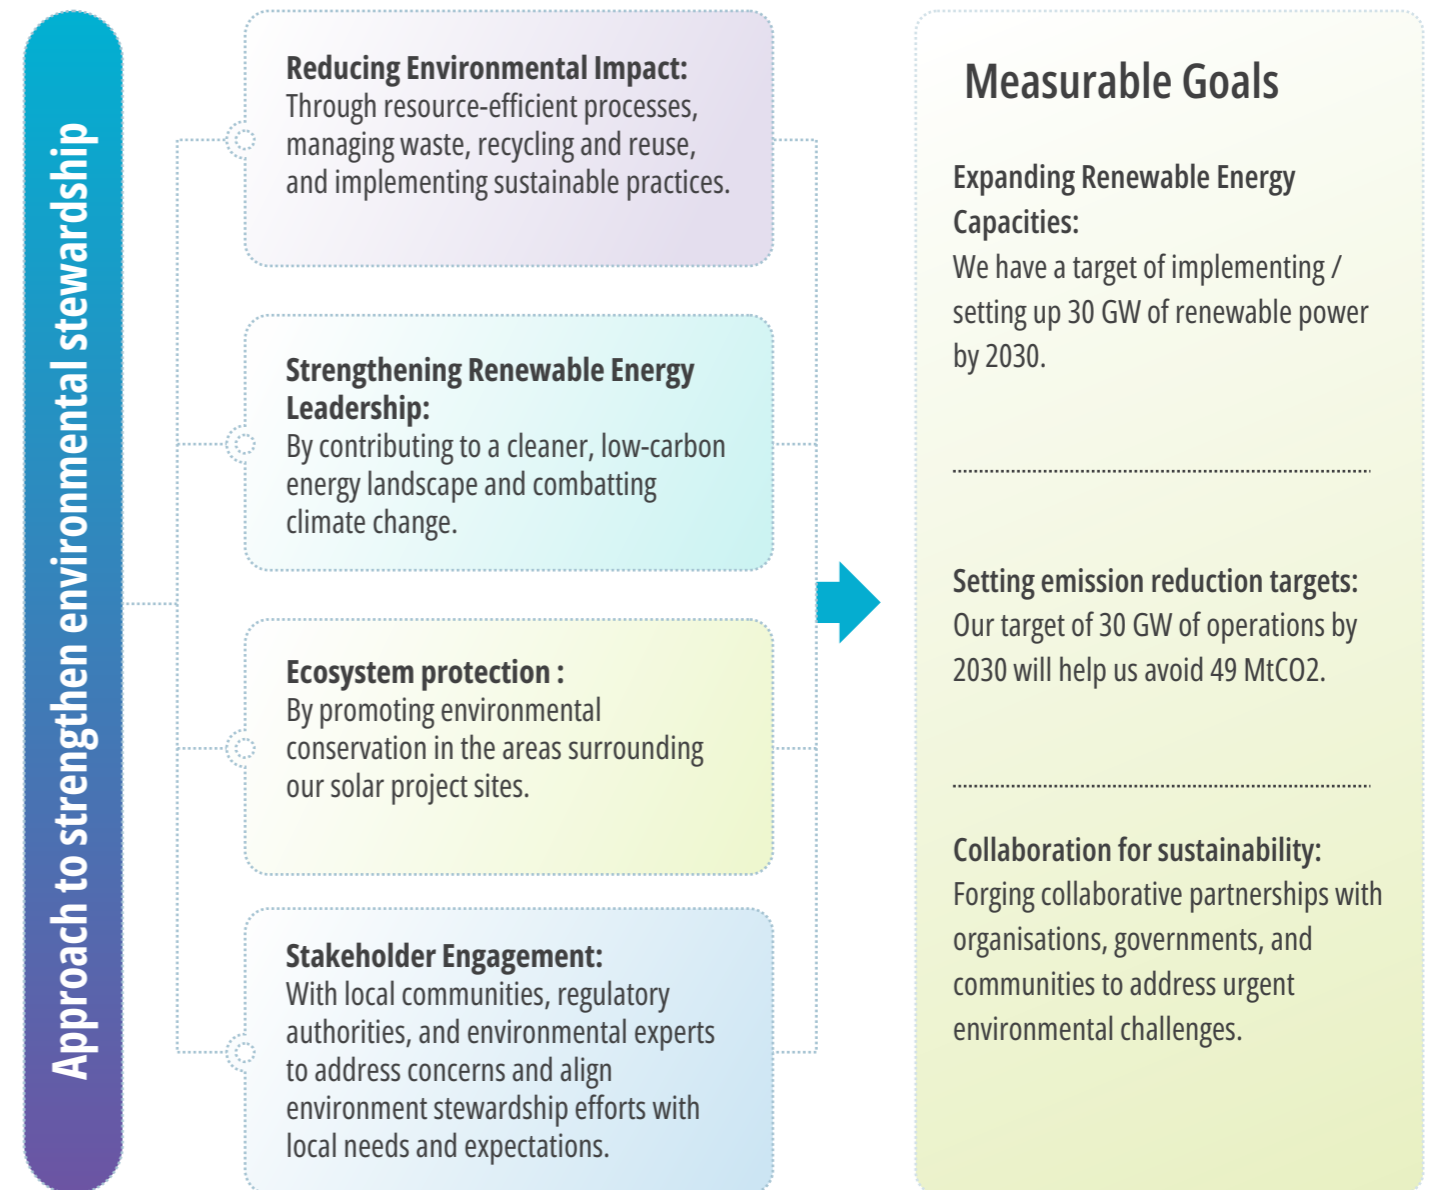 Approach to strengthen environmental stewardship
Reducing Environmental Impact:
Through resource-efficient processes,
managing waste, recycling and reuse,
and implementing sustainable practices.
Strengthening Renewable Energy
Leadership:
By contributing to a cleaner, low-carbon
energy landscape and combatting
climate change.
Ecosystem protection :
By promoting environmental
conservation in the areas surrounding
our solar project sites.
Stakeholder Engagement:
With local communities, regulatory
authorities, and environmental experts
to address concerns and align
environment stewardship efforts with
local needs and expectations.
Measurable Goals
Expanding Renewable Energy
Capacities:
We have a target of implementing /
setting up 30 GW of renewable power
by 2030.
Setting emission reduction targets:
Our target of 30 GW of operations by
2030 will help us avoid 49 MtCO2.
Collaboration for sustainability:
Forging collaborative partnerships with
organisations, governments, and
communities to address urgent
environmental challenges.